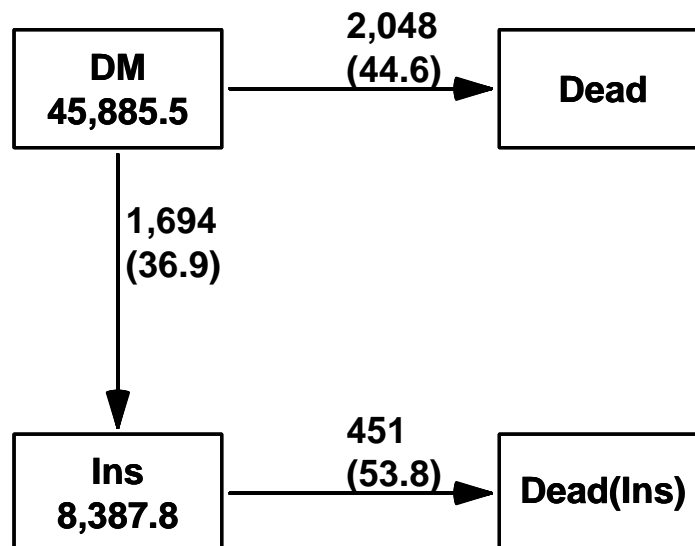 DM
45,885.5
2,048
(44.6)
Dead
1,694
(36.9)
Ins
8,387.8
451
(53.8)
Dead(Ins)